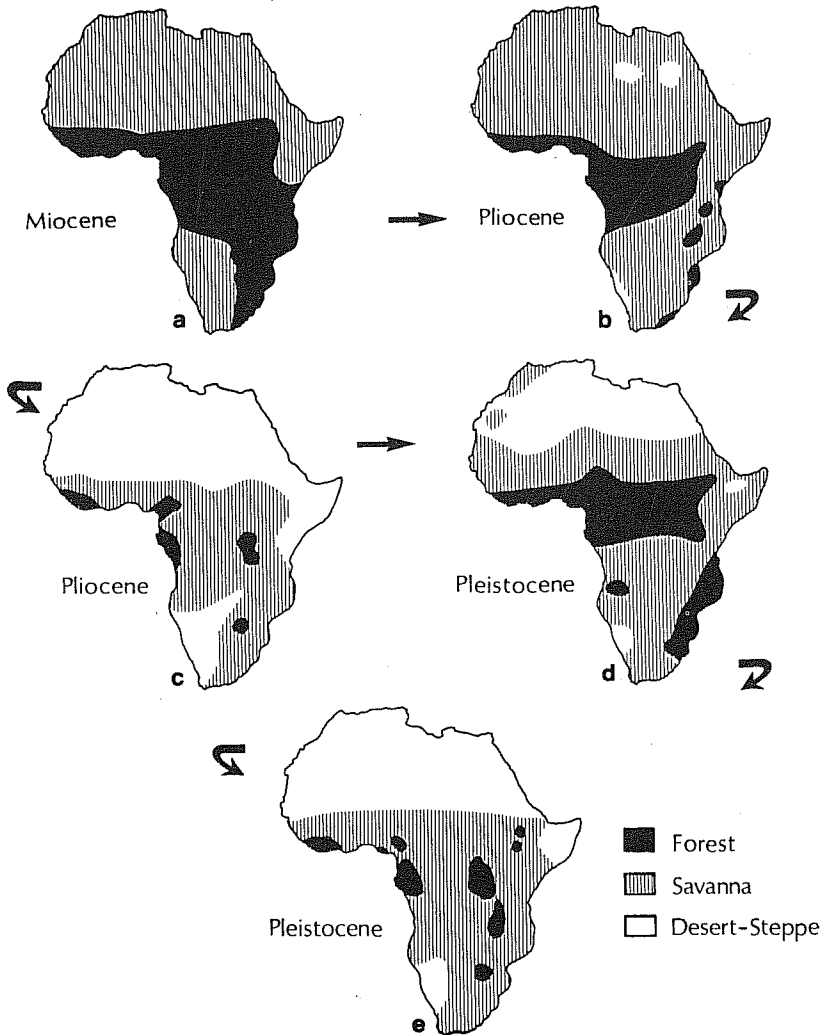 Miocene
a
Pliocene
b
Pliocene
c
Pleistocene
d
Pleistocene
e
Forest
Savanna
Desert-Steppe